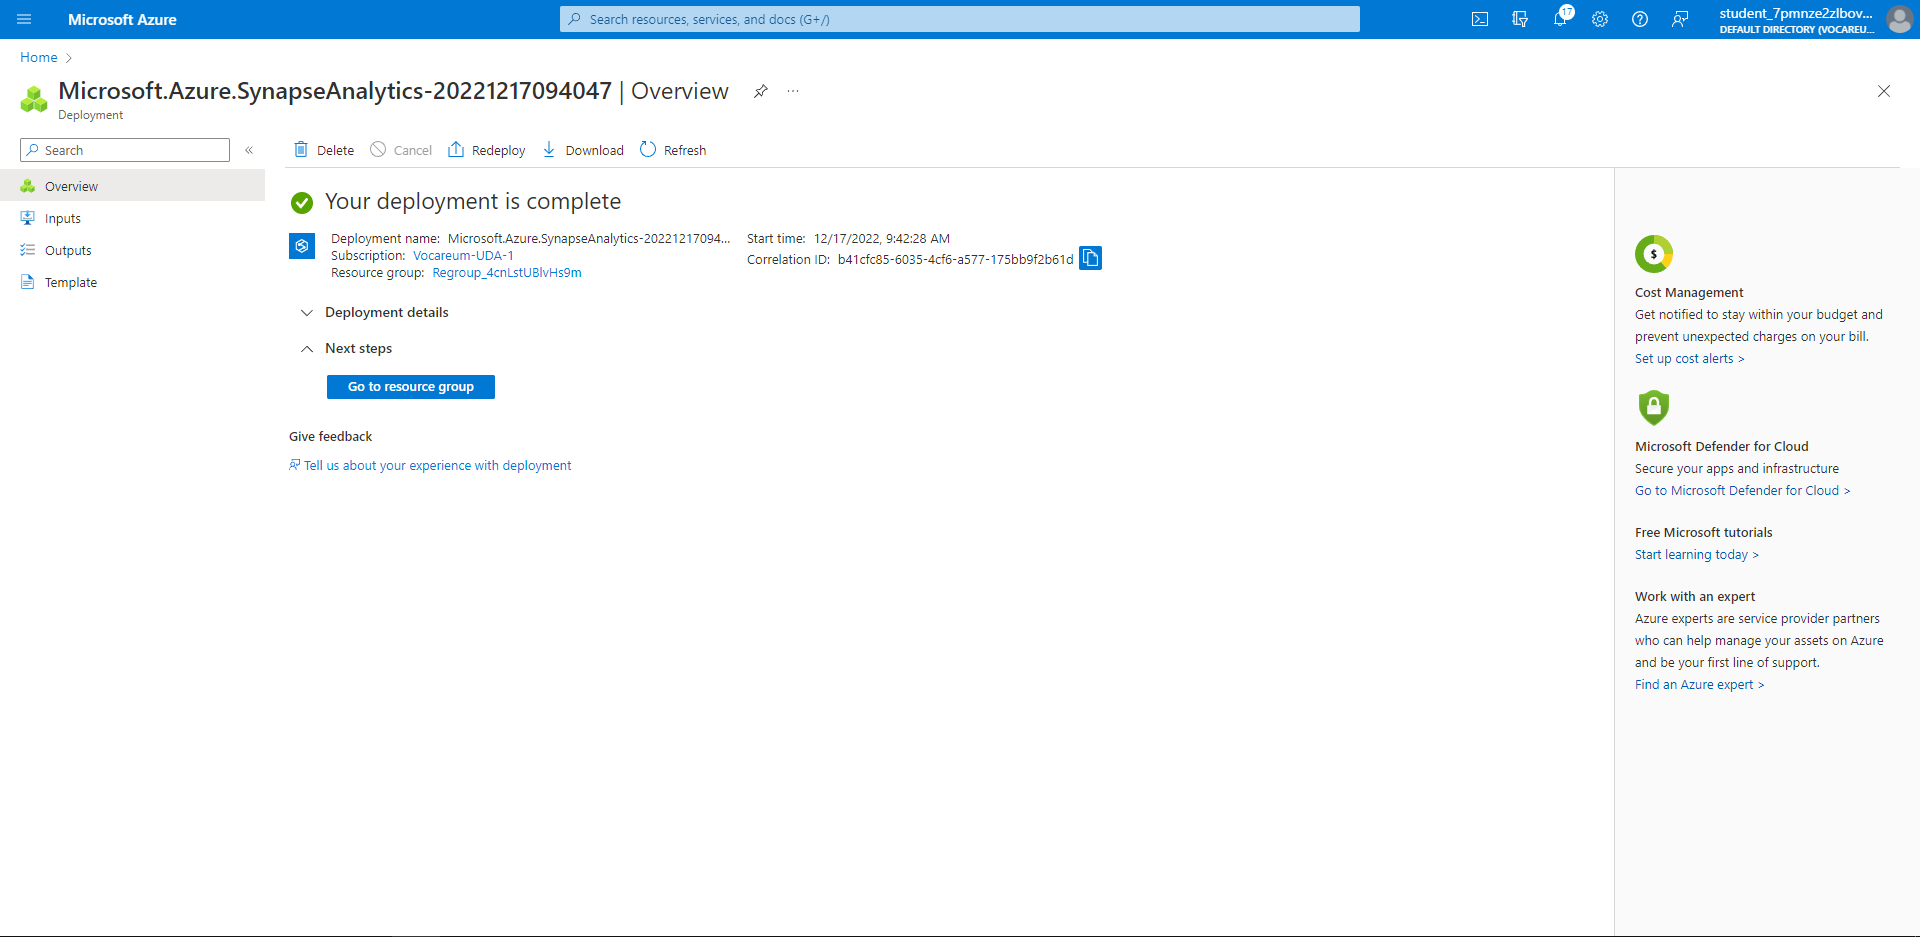 Microsoft Azure
Search resources, services, and docs (G+/)
17
student_7pmnze2zlbov...
DEFAULT DIRECTORY (VOCAREU...
Home
Microsoft.Azure.SynapseAnalytics-20221217094047 | Overview
Deployment
Search
Delete
Cancel
Redeploy
Download
Refresh
Overview
Inputs
Outputs
Template
Your deployment is complete
Deployment name: Microsoft.Azure.SynapseAnalytics-20221217094...
Subscription: Vocareum-UDA-1
Resource group: Regroup_4cnLstUBlvHs9m
Start time: 12/17/2022, 9:42:28 AM
Correlation ID: b41cfc85-6035-4cf6-a577-175bb9f2b61d
Deployment details
Next steps
Go to resource group
Give feedback
Tell us about your experience with deployment
$
Cost Management
Get notified to stay within your budget and
prevent unexpected charges on your bill.
Set up cost alerts >
Microsoft Defender for Cloud
Secure your apps and infrastructure
Go to Microsoft Defender for Cloud >
Free Microsoft tutorials
Start learning today >
Work with an expert
Azure experts are service provider partners
who can help manage your assets on Azure
and be your first line of support.
Find an Azure expert >